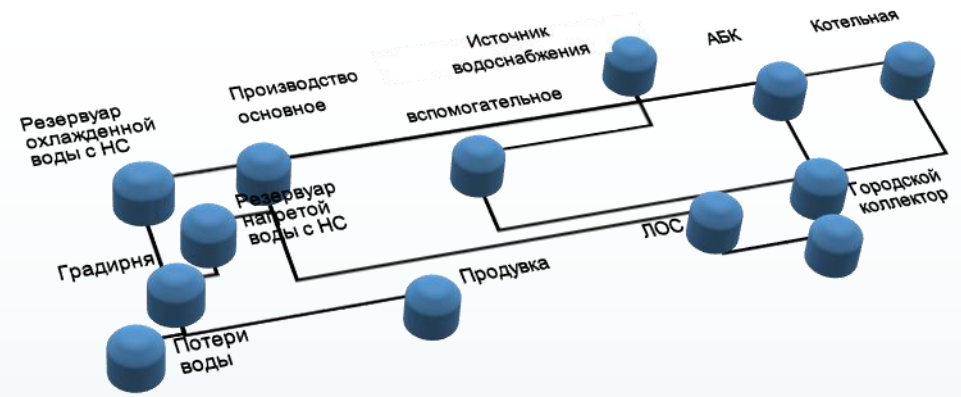 Источник
водоснабжения
АБК
Котельная
Производство
основное
вспомогательное
Резервуар
охлажденной
воды с НС
Резервуар
нагретой
воды с НС
Городской
коллектор
ЛОС
Градирня
Продувка
Потери
воды